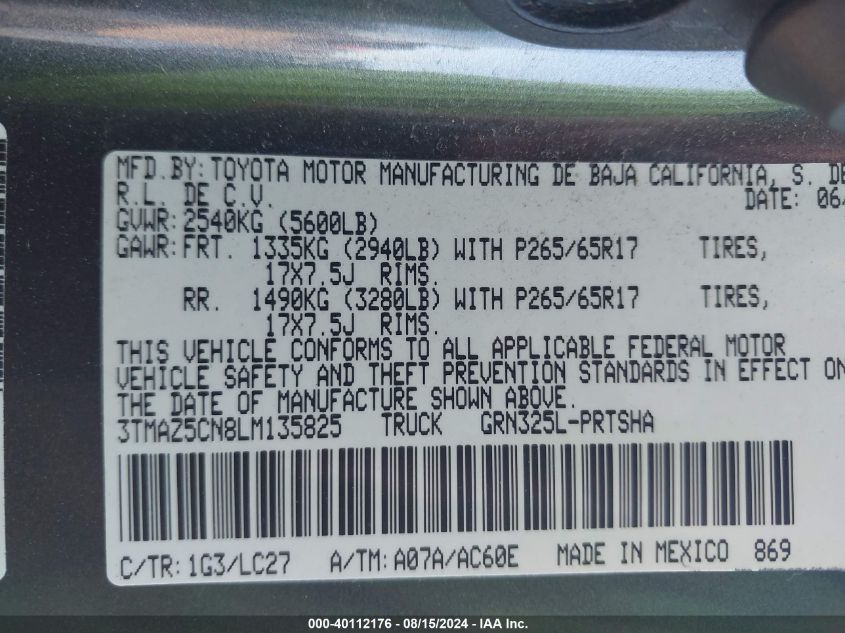 MFD.BY:TOYOTA MOTOR MANUFACTURING DE BAJA CALIFORNIA, S. DE
R.L. DE C.V. DATE: 06
GVWR:2540KG (5600LB)
GAWR:FRT. 1335KG (2940LB) WITH P265/65R17 TIRES,
17X7.5J RIMS.
RR. 1490KG (3280LB) WITH P265/65R17 TIRES,
17X7.5J RIMS.
THIS VEHICLE CONFORMS TO ALL APPLICABLE FEDERAL MOTOR
VEHICLE SAFETY AND THEFT PREVENTION STANDARDS IN EFFECT ON
THE DATE OF MANUFACTURE SHOWN ABOVE.
3TMAZ5CN8LM135825 TRUCK GRN325L-PRTSHA
C/TR:1G3/LC27 A/TM:A07A/AC60E MADE IN MEXICO 869
000-40112176 - 08/15/2024 - IAA Inc.